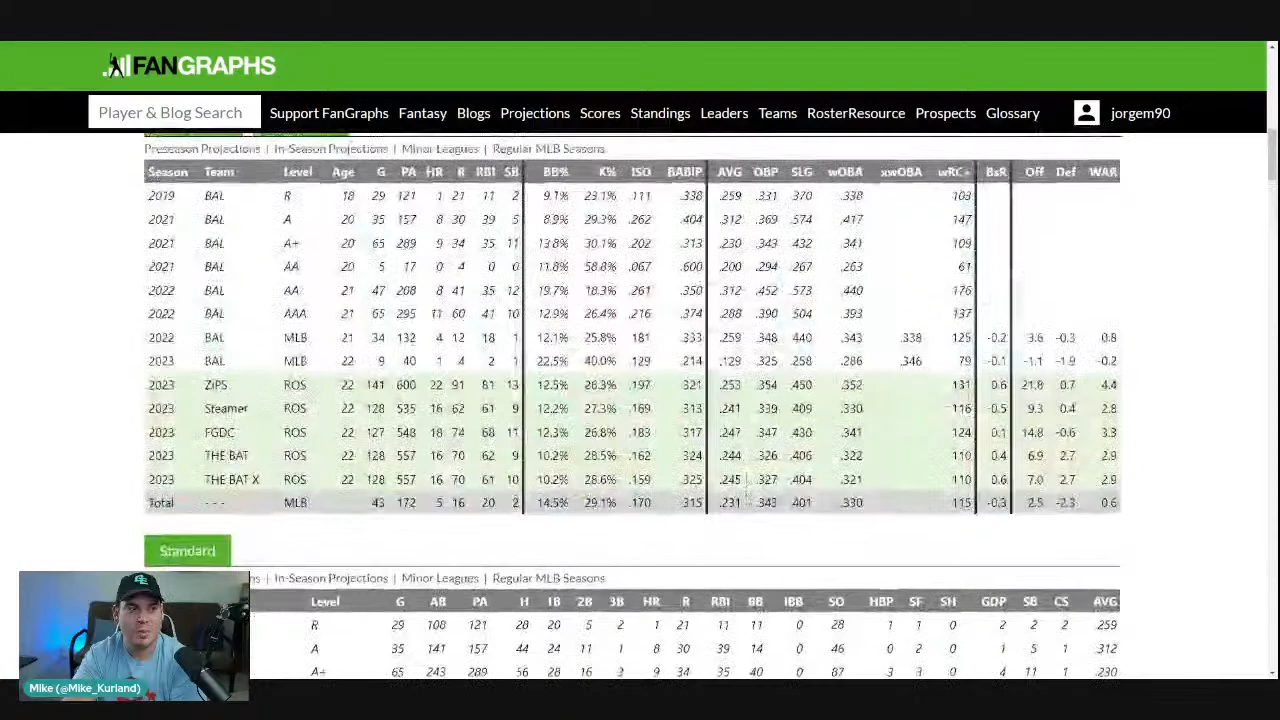 FANGRAPHS
Player & Blog Search Support FanGraphs Fantasy Blogs Projections Scores Standings Leaders Teams RosterResource Prospects Glossary jorgem90
Preseason Projections | In-Season Projections | Minor Leagues | Regular MLB Seasons
Season Team Level Age G PA HR R RBI SB BB% K% ISO BABIP AVG OBP SLG wOBA xwOBA wRC+ BsR Off Def WAR
2019 BAL R 18 29 121 1 21 11 2 9.1% 23.1% .111 .338 .259 .331 .370 .338 103
2021 BAL A 20 35 157 8 30 39 5 8.9% 29.3% .262 .404 .312 .369 .574 .417 147
2021 BAL A+ 20 65 289 9 34 35 11 13.8% 30.1% .202 .313 .230 .343 .432 .341 109
2021 BAL AA 20 5 17 0 4 0 0 11.8% 58.8% .067 .600 .200 .294 .267 .263 61
2022 BAL AA 21 47 208 8 41 35 12 19.7% 18.3% .261 .350 .312 .452 .573 .440 176
2022 BAL AAA 21 65 295 11 60 41 10 12.9% 26.4% .216 .374 .288 .390 .504 .393 137
2022 BAL MLB 21 34 132 4 12 18 1 12.1% 25.8% .181 .333 .259 .348 .440 .343 .338 125 -0.2 3.6 -0.3 0.8
2023 BAL MLB 22 9 40 1 4 2 1 22.5% 40.0% .129 .214 .129 .325 .258 .286 .346 79 -0.1 -1.1 -1.9 -0.2
2023 ZiPS ROS 22 141 600 22 91 81 13 12.5% 26.3% .197 .321 .253 .354 .450 .352 131 0.6 21.8 0.7 4.4
2023 Steamer ROS 22 128 535 16 62 61 9 12.2% 27.3% .169 .313 .241 .339 .409 .330 116 -0.5 9.3 0.4 2.8
2023 FGDC ROS 22 127 548 18 74 68 11 12.3% 26.8% .183 .317 .247 .347 .430 .341 124 0.1 14.8 -0.6 3.3
2023 THE BAT ROS 22 128 557 16 70 62 9 10.2% 28.5% .162 .324 .244 .326 .406 .322 110 0.4 6.9 2.7 2.9
2023 THE BAT X ROS 22 128 557 16 70 61 10 10.2% 28.6% .159 .325 .245 .327 .404 .321 110 0.6 7.0 2.7 2.9
Total - - - MLB 43 172 5 16 20 2 14.5% 29.1% .170 .315 .231 .343 .401 .330 115 -0.3 2.5 -2.3 0.6
Standard
| In-Season Projections | Minor Leagues | Regular MLB Seasons
Level G AB PA H 1B 2B 3B HR R RBI BB IBB SO HBP SF SH GDP SB CS AVG
R 29 108 121 28 20 5 2 1 21 11 11 0 28 1 1 0 2 2 2 .259
A 35 141 157 44 24 11 1 8 30 39 14 0 46 0 2 0 1 5 1 .312
A+ 65 243 289 56 28 16 3 9 34 35 40 0 87 3 3 0 4 11 1 .230
Mike (@Mike_Kurland)